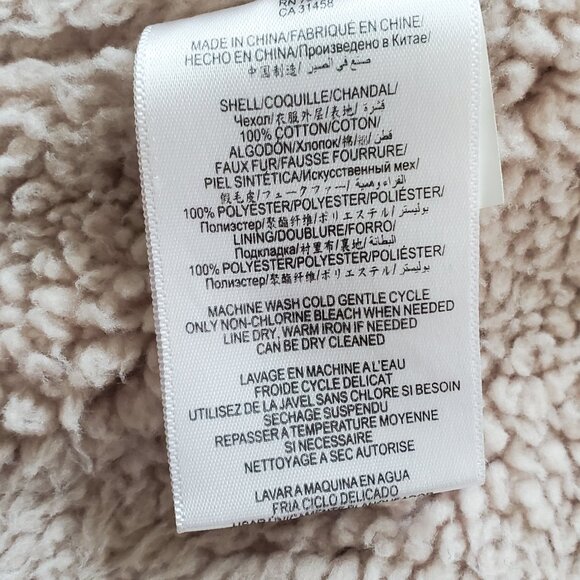 RN
CA 31458
MADE IN CHINA/FABRIQUÉ EN CHINE/
HECHO EN CHINA/Произведено в Китае/
中国制造/ صنع في الصين/
SHELL/COQUILLE/CHANDAL/
Чехол/衣服外层/表地/ قشرة/
100% COTTON/COTON/
ALGODÓN/Хлопок/棉/綿/ قطن/
FAUX FUR/FAUSSE FOURRURE/
PIEL SINTÉTICA/Искусственный мех/
假毛皮/フェークファー/ الفراء وهمية/
100% POLYESTER/POLYESTER/POLIÉSTER/
Полиэстер/聚酯纤维/ポリエステル/ بوليستر/
LINING/DOUBLURE/FORRO/
Подкладка/衬里布/裏地/ البطانة/
100% POLYESTER/POLYESTER/POLIÉSTER/
Полиэстер/聚酯纤维/ポリエステル/ بوليستر/
MACHINE WASH COLD GENTLE CYCLE
ONLY NON-CHLORINE BLEACH WHEN NEEDED
LINE DRY, WARM IRON IF NEEDED
CAN BE DRY CLEANED
LAVAGE EN MACHINE A L'EAU
FROIDE CYCLE DELICAT
UTILISEZ DE LA JAVEL SANS CHLORE SI BESOIN
SECHAGE SUSPENDU
REPASSER A TEMPERATURE MOYENNE
SI NECESSAIRE
NETTOYAGE A SEC AUTORISE
LAVAR A MAQUINA EN AGUA
FRIA CICLO DELICADO